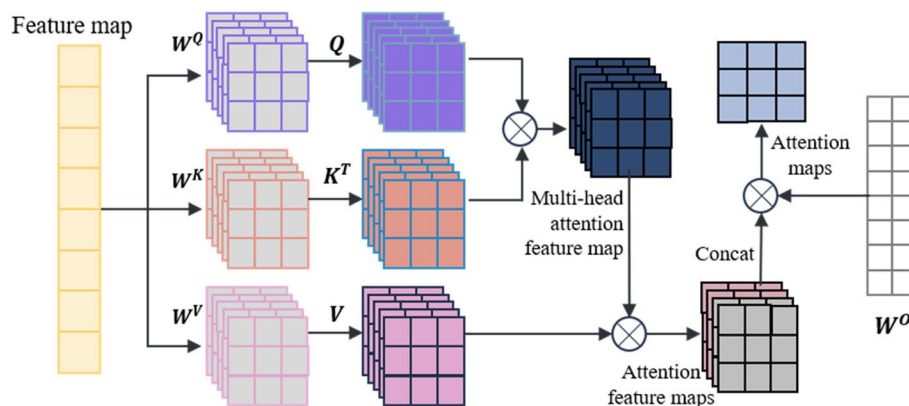 Feature map
W^Q
Q
W^K
K^T
W^V
V
Multi-head
attention
feature map
Attention
maps
Concat
Attention
feature maps
W^O